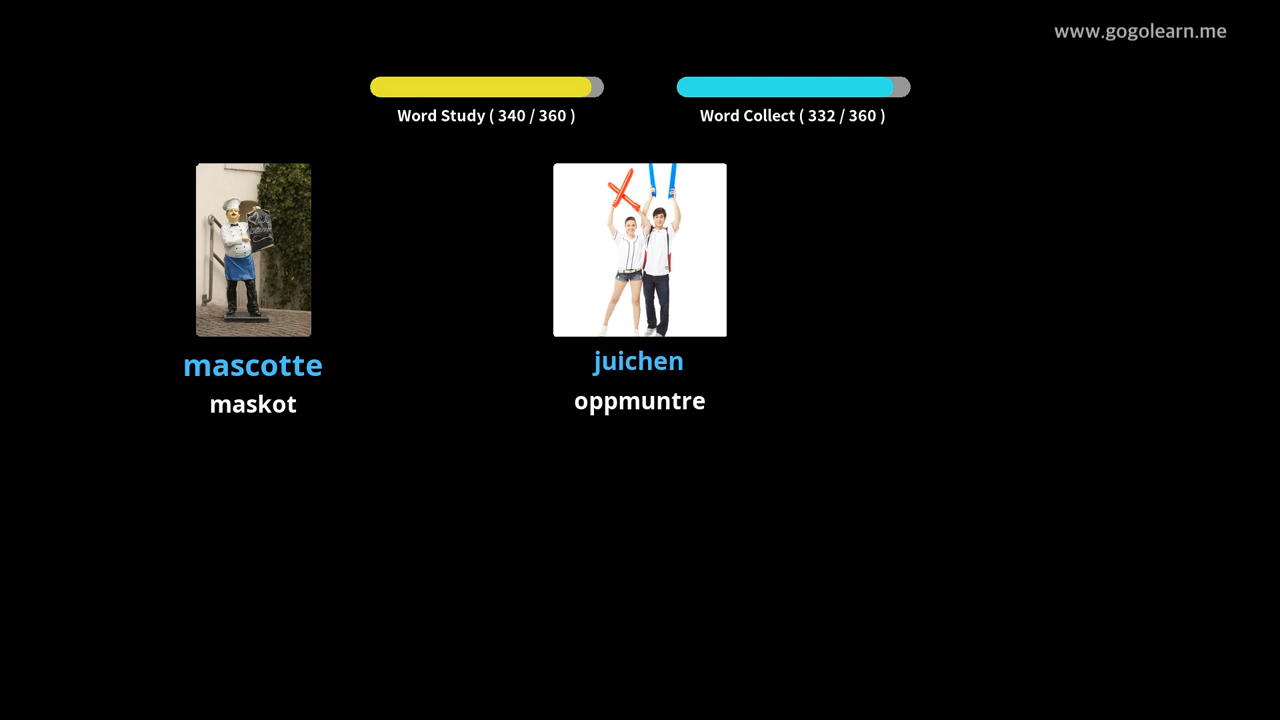 www.gogolearn.me
Word Study ( 340 / 360 )
Word Collect ( 332 / 360 )
mascotte
maskot
juichen
oppmuntre